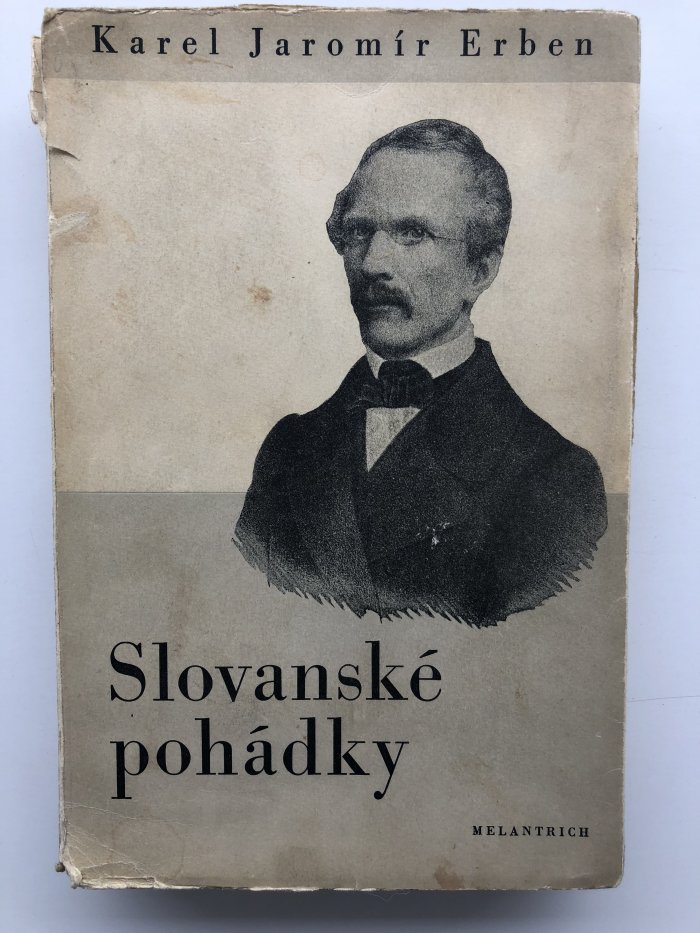 Karel Jaromír Erben
Slovanské
pohádky
MELANTRICH